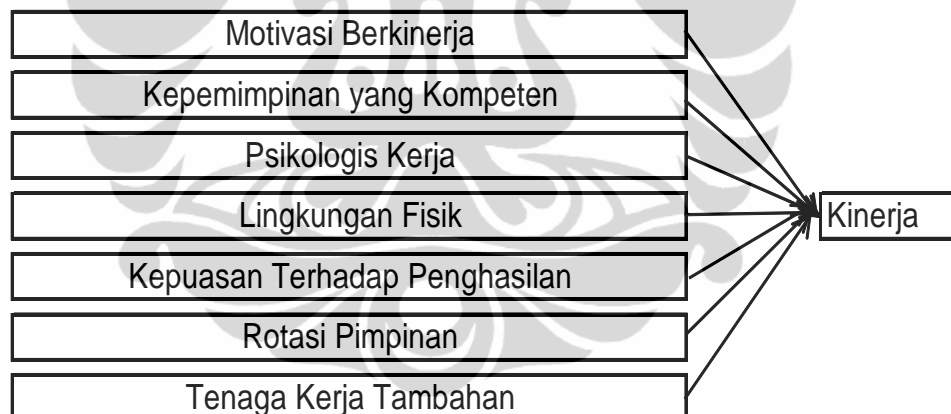 Motivasi Berkinerja
Kepemimpinan yang Kompeten
Psikologis Kerja
Lingkungan Fisik
Kinerja
Kepuasan Terhadap Penghasilan
Rotasi Pimpinan
Tenaga Kerja Tambahan